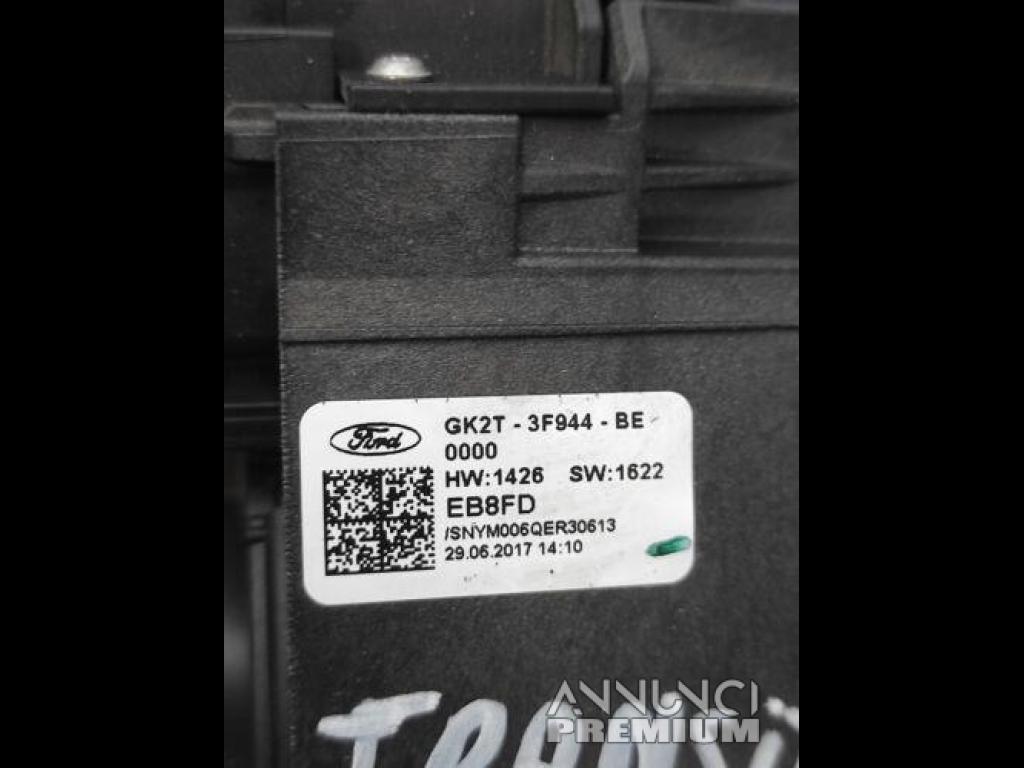 Ford
GK2T - 3F944 - BE
0000
HW:1426 SW:1622
EB8FD
/SNYM006QER30613
29.06.2017 14:10
ANNUNCI
PREMIUM